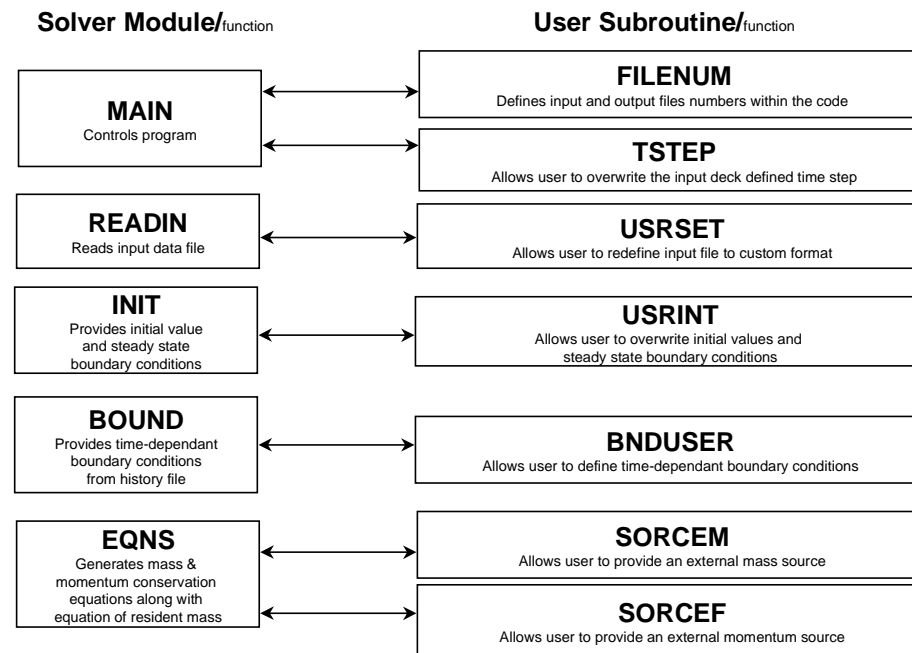 Solver Module/function
User Subroutine/function
MAIN
Controls program
FILENUM
Defines input and output files numbers within the code
TSTEP
Allows user to overwrite the input deck defined time step
READIN
Reads input data file
USRSET
Allows user to redefine input file to custom format
INIT
Provides initial value
and steady state
boundary conditions
USRINT
Allows user to overwrite initial values and
steady state boundary conditions
BOUND
Provides time-dependant
boundary conditions
from history file
BNDUSER
Allows user to define time-dependant boundary conditions
EQNS
Generates mass &
momentum conservation
equations along with
equation of resident mass
SORCEM
Allows user to provide an external mass source
SORCEF
Allows user to provide an external momentum source